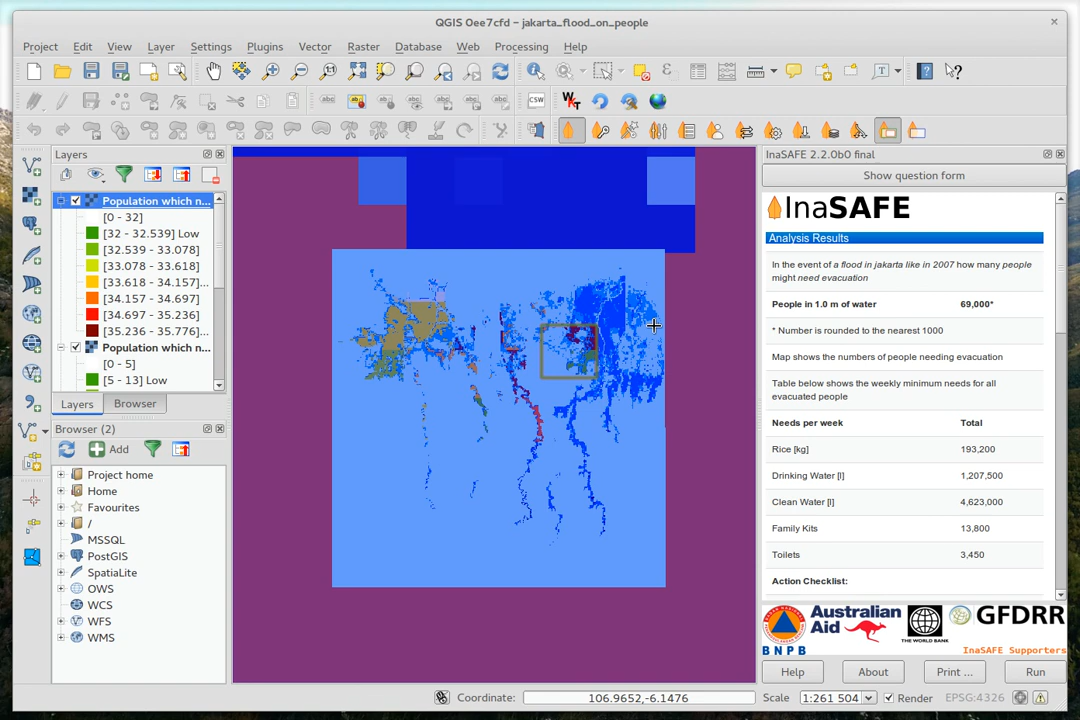 QGIS 0ee7cfd – jakarta_flood_on_people
Project Edit View Layer Settings Plugins Vector Raster Database Web Processing Help
CSW
Layers
Population which n...
[0 - 32]
[32 - 32.539] Low
[32.539 - 33.078]
[33.078 - 33.618]
[33.618 - 34.157]...
[34.157 - 34.697]
[34.697 - 35.236]
[35.236 - 35.776]...
Population which n...
[0 - 5]
[5 - 13] Low
Layers Browser
Browser (2)
Add
Project home
Home
Favourites
/
MSSQL
PostGIS
SpatiaLite
OWS
WCS
WFS
WMS
InaSAFE 2.2.0b0 final
Show question form
InaSAFE
Analysis Results
In the event of a flood in jakarta like in 2007 how many people
might need evacuation
People in 1.0 m of water 69,000*
* Number is rounded to the nearest 1000
Map shows the numbers of people needing evacuation
Table below shows the weekly minimum needs for all
evacuated people
Needs per week Total
Rice [kg] 193,200
Drinking Water [l] 1,207,500
Clean Water [l] 4,623,000
Family Kits 13,800
Toilets 3,450
Action Checklist:
BNPB
Australian
Aid
THE WORLD BANK
GFDRR
InaSAFE Supporters
Help About Print ... Run
Coordinate: 106.9652,-6.1476 Scale 1:261 504 Render EPSG:4326